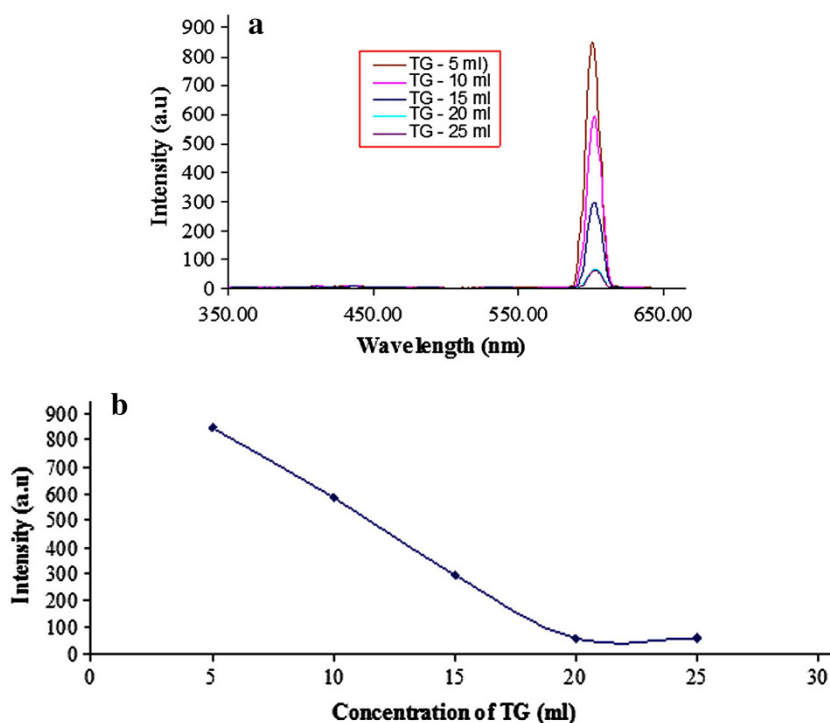 a
900
800
700
600
500
400
300
200
100
0
Intensity (a.u)
TG - 5 ml)
TG - 10 ml
TG - 15 ml
TG - 20 ml
TG - 25 ml
350.00 450.00 550.00 650.00
Wavelength (nm)
b
900
800
700
600
500
400
300
200
100
0
Intensity (a.u)
0 5 10 15 20 25 30
Concentration of TG (ml)